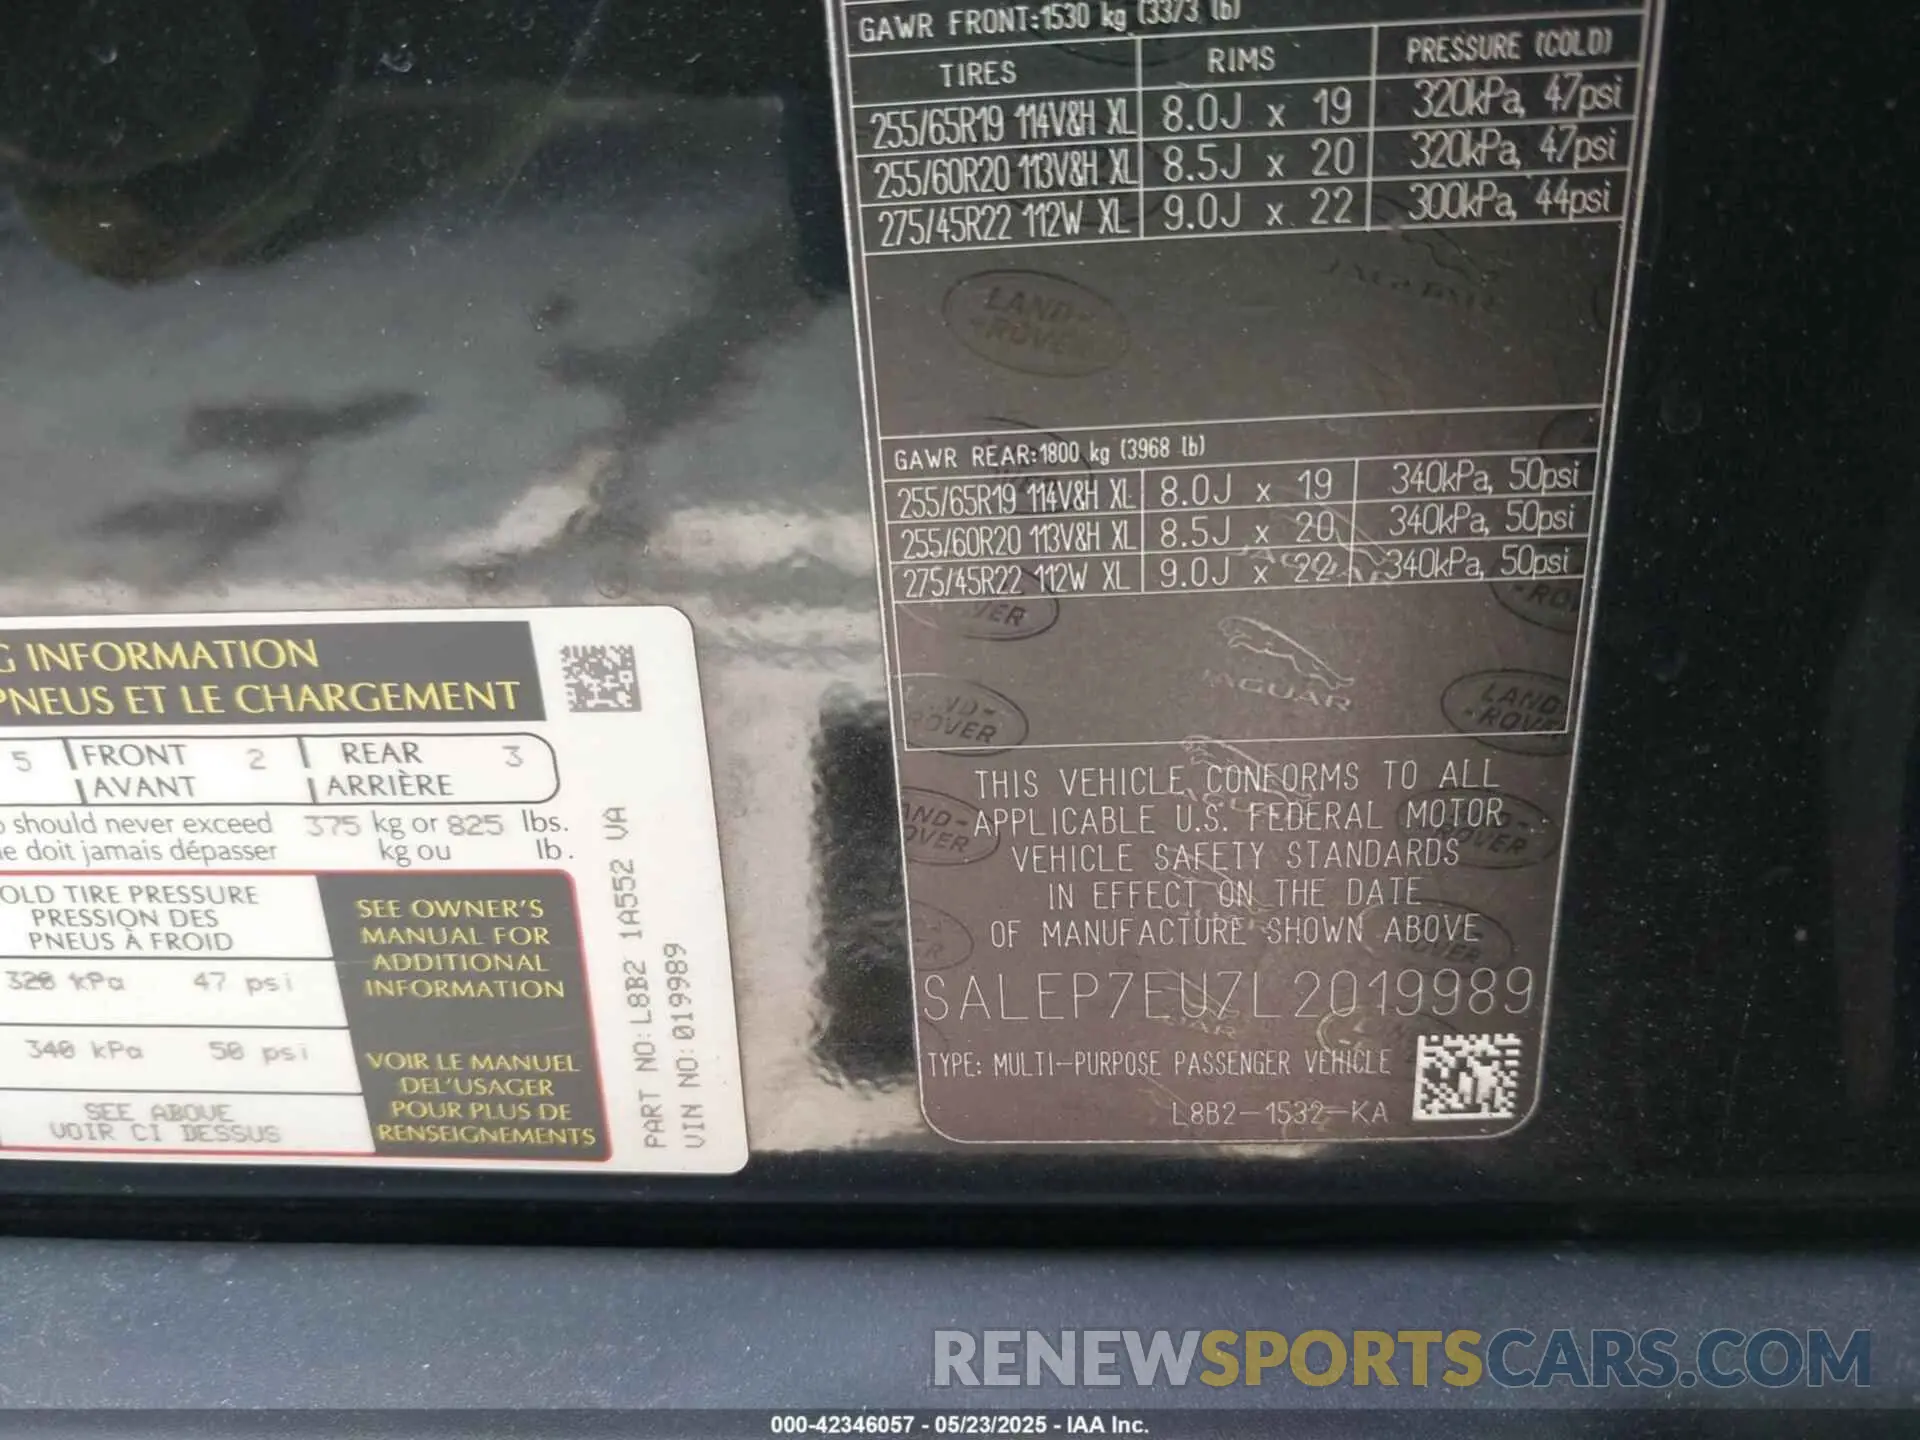 GAWR FRONT:1530 kg (3373 lb)
TIRES RIMS PRESSURE (COLD)
255/65R19 114V&H XL 8.0J x 19 320kPa, 47psi
255/60R20 113V&H XL 8.5J x 20 320kPa, 47psi
275/45R22 112W XL 9.0J x 22 300kPa, 44psi
GAWR REAR:1800 kg (3968 lb)
255/65R19 114V&H XL 8.0J x 19 340kPa, 50psi
255/60R20 113V&H XL 8.5J x 20 340kPa, 50psi
275/45R22 112W XL 9.0J x 22 340kPa, 50psi
LAND-
-ROVER
JAGUAR
THIS VEHICLE CONFORMS TO ALL
APPLICABLE U.S. FEDERAL MOTOR
VEHICLE SAFETY STANDARDS
IN EFFECT ON THE DATE
OF MANUFACTURE SHOWN ABOVE
SALEP7EU7L2019989
TYPE: MULTI-PURPOSE PASSENGER VEHICLE
L8B2-1532-KA
G INFORMATION
PNEUS ET LE CHARGEMENT
5 FRONT 2 REAR 3
AVANT ARRIÈRE
should never exceed 375 kg or 825 lbs.
doit jamais dépasser kg ou lb.
OLD TIRE PRESSURE
PRESSION DES
PNEUS À FROID
320 kPa 47 psi
340 kPa 50 psi
SEE ABOVE
VOIR CI DESSUS
SEE OWNER'S
MANUAL FOR
ADDITIONAL
INFORMATION
VOIR LE MANUEL
DEL'USAGER
POUR PLUS DE
RENSEIGNEMENTS
PART NO:L8B2 1A552 VA
VIN NO:019989
RENEWSPORTSCARS.COM
000-42346057 - 05/23/2025 - IAA Inc.